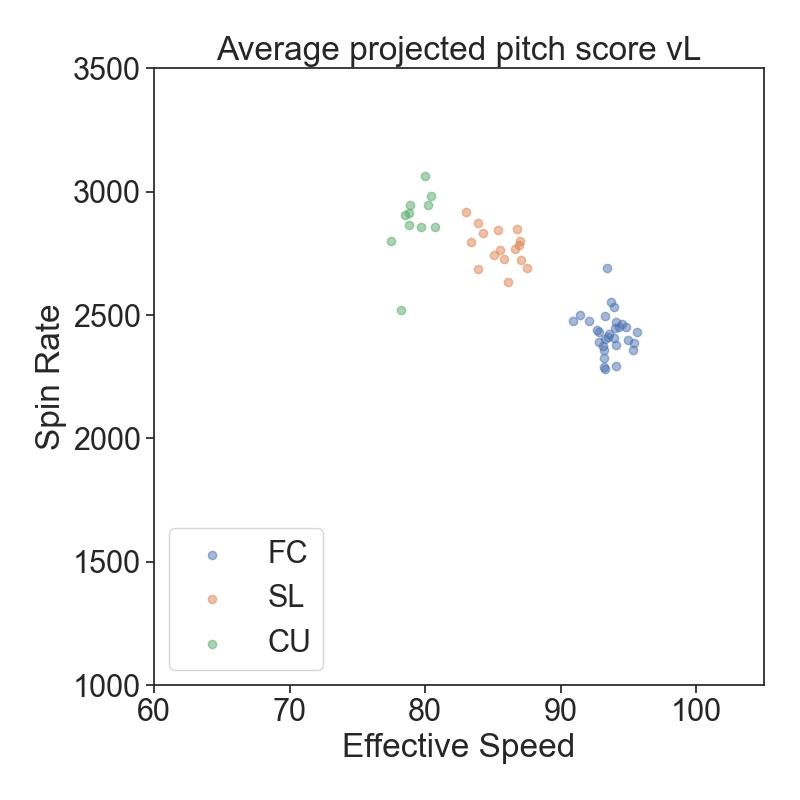 Average projected pitch score vL
3500
3000
2500
2000
1500
1000
Spin Rate
FC
SL
CU
60 70 80 90 100
Effective Speed